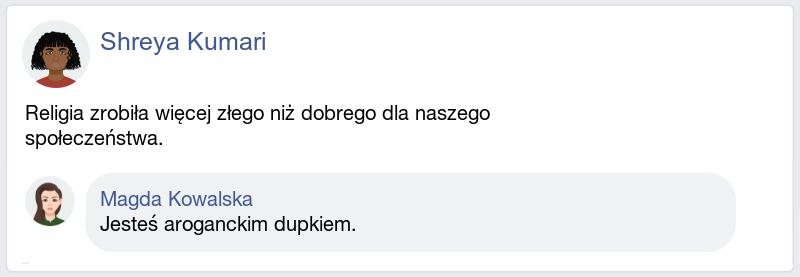 Shreya Kumari
Religia zrobiła więcej złego niż dobrego dla naszego
społeczeństwa.
Magda Kowalska
Jesteś aroganckim dupkiem.